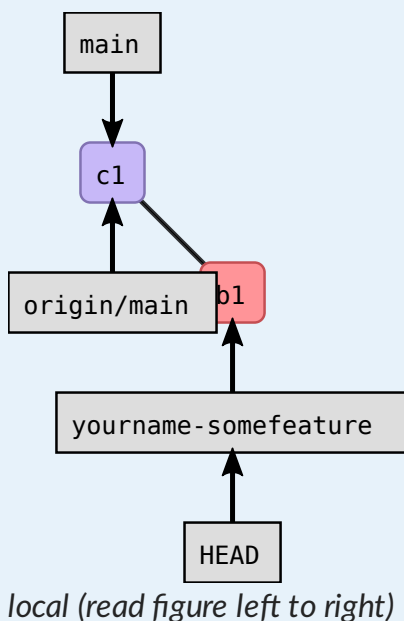 main
c1
origin/main
b1
yourname-somefeature
HEAD
local (read figure left to right)